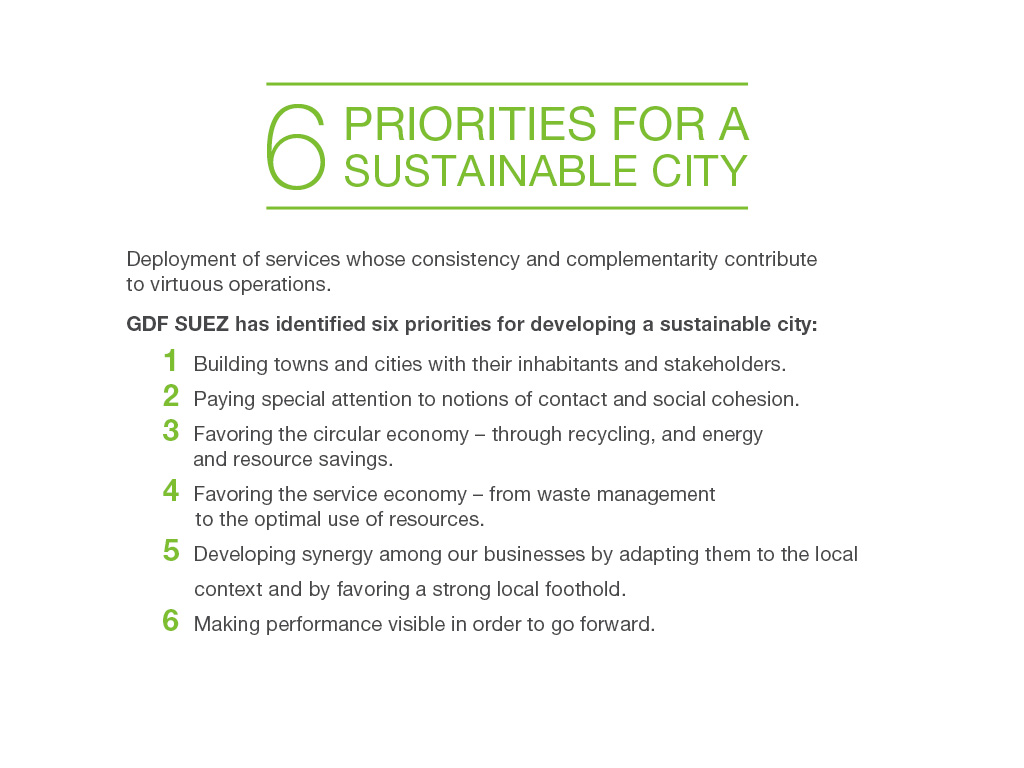 6 PRIORITIES FOR A
SUSTAINABLE CITY
Deployment of services whose consistency and complementarity contribute
to virtuous operations.
GDF SUEZ has identified six priorities for developing a sustainable city:
1 Building towns and cities with their inhabitants and stakeholders.
2 Paying special attention to notions of contact and social cohesion.
3 Favoring the circular economy – through recycling, and energy
and resource savings.
4 Favoring the service economy – from waste management
to the optimal use of resources.
5 Developing synergy among our businesses by adapting them to the local
context and by favoring a strong local foothold.
6 Making performance visible in order to go forward.